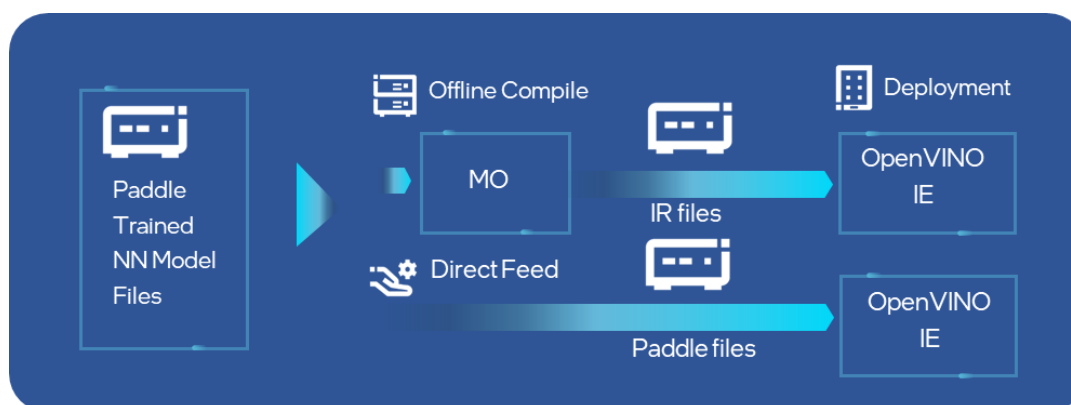 Paddle
Trained
NN Model
Files
Offline Compile
MO
IR files
Deployment
OpenVINO
IE
Direct Feed
Paddle files
OpenVINO
IE